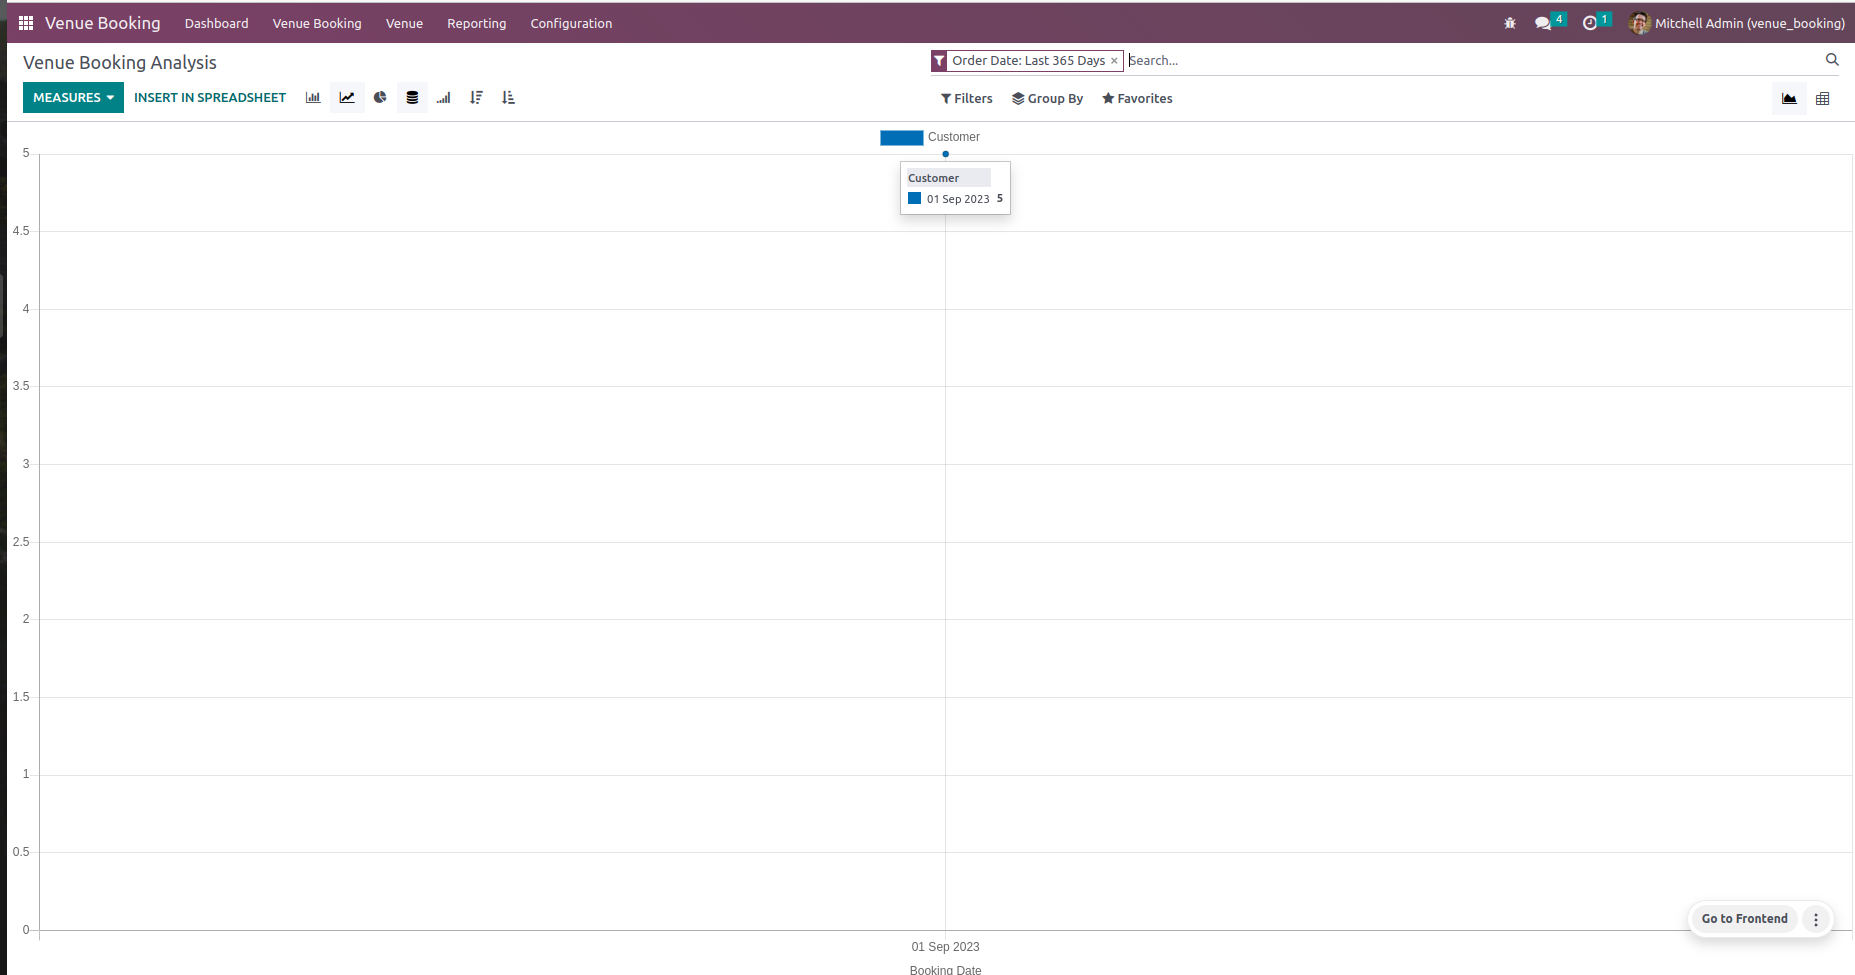 Venue Booking Dashboard Venue Booking Venue Reporting Configuration 4 1 Mitchell Admin (venue_booking)
Venue Booking Analysis Order Date: Last 365 Days × Search...
MEASURES INSERT IN SPREADSHEET Filters Group By Favorites
Customer
5
Customer
01 Sep 2023 5
4.5
4
3.5
3
2.5
2
1.5
1
0.5
Go to Frontend
0
01 Sep 2023
Booking Date